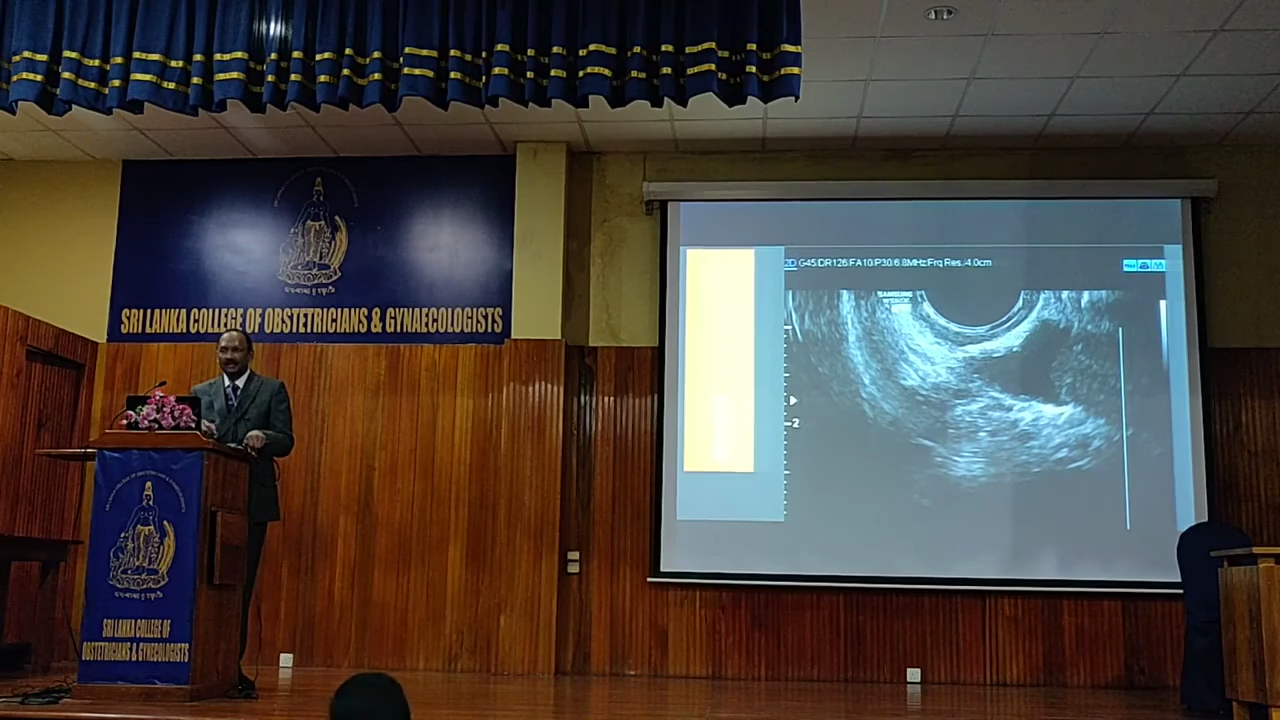 SRI LANKA COLLEGE OF OBSTETRICIANS & GYNAECOLOGISTS
2D G45/DR126/FA10/P30/6.8MHz/Frq Res./4.0cm
2
SRI LANKA COLLEGE OF
OBSTETRICIANS & GYNECOLOGISTS